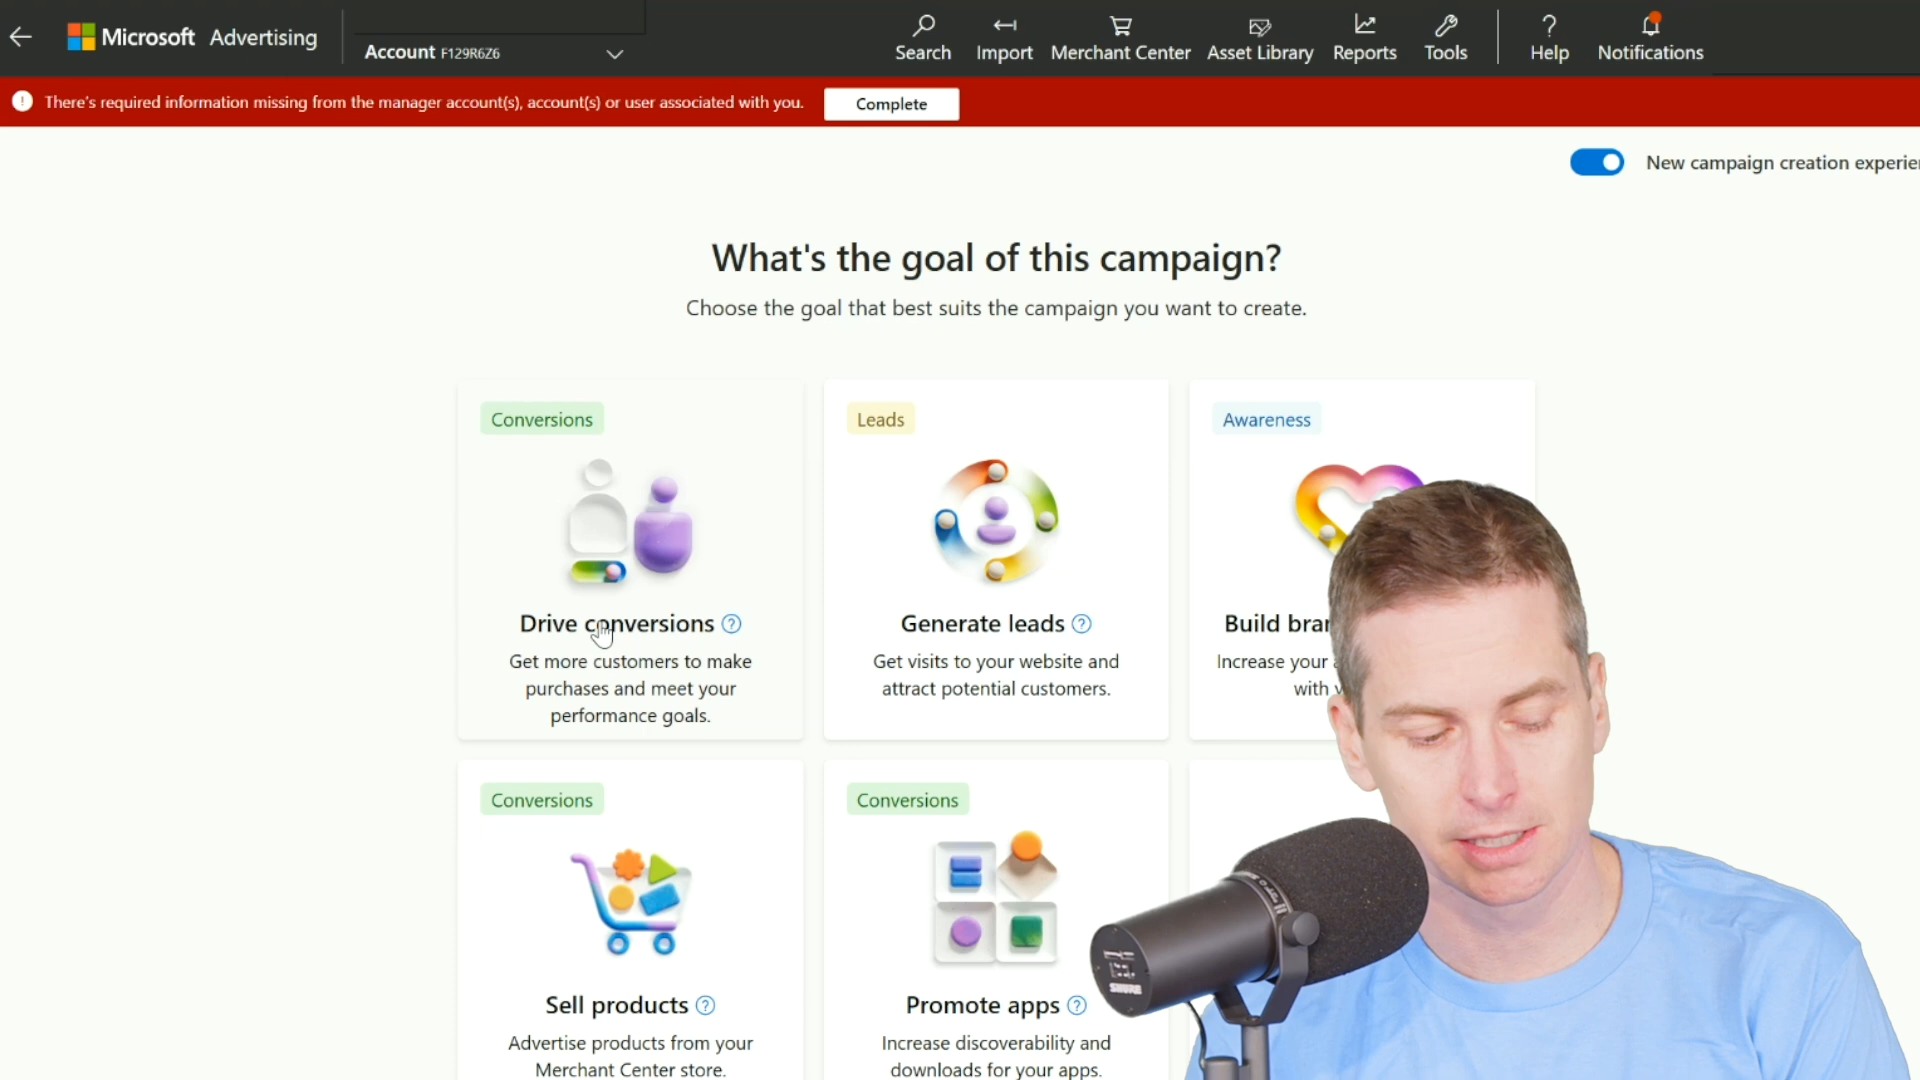 Microsoft Advertising
Account F129R6Z6
Search
Import
Merchant Center
Asset Library
Reports
Tools
Help
Notifications
There's required information missing from the manager account(s), account(s) or user associated with you.
Complete
New campaign creation experie
What's the goal of this campaign?
Choose the goal that best suits the campaign you want to create.
Conversions
Drive conversions
Get more customers to make
purchases and meet your
performance goals.
Leads
Generate leads
Get visits to your website and
attract potential customers.
Awareness
Build bra
Increase your
with
Conversions
Sell products
Advertise products from your
Merchant Center store.
Conversions
Promote apps
Increase discoverability and
downloads for your apps.
SHURE